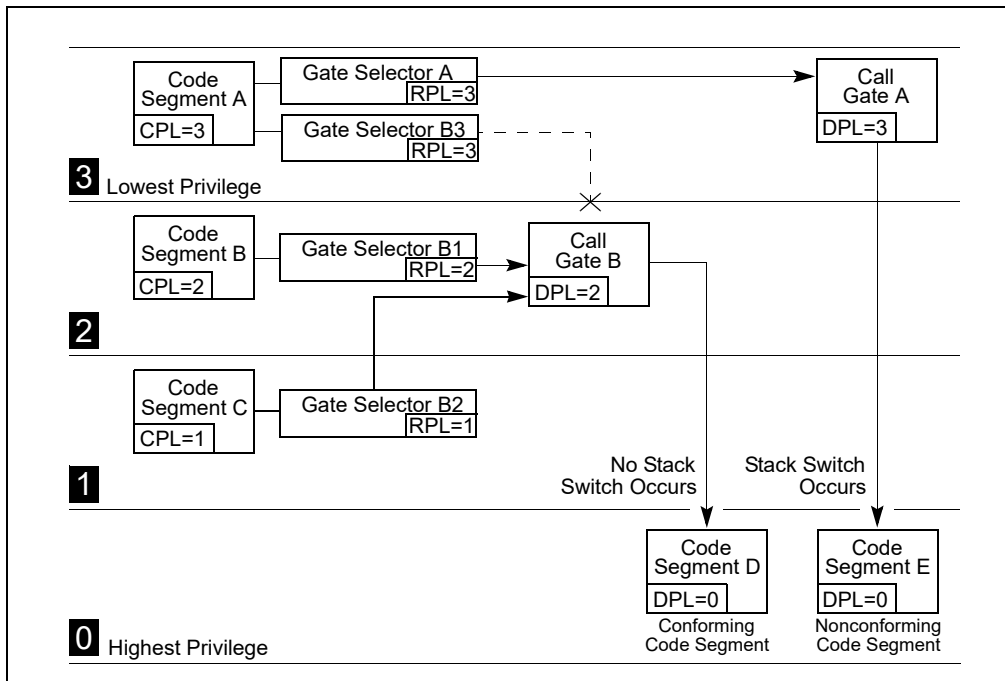 Code
Segment A
CPL=3
Gate Selector A
RPL=3
Gate Selector B3
RPL=3
Call
Gate A
DPL=3
3 Lowest Privilege
Code
Segment B
CPL=2
Gate Selector B1
RPL=2
Call
Gate B
DPL=2
2
Code
Segment C
CPL=1
Gate Selector B2
RPL=1
1
No Stack
Switch Occurs
Stack Switch
Occurs
Code
Segment D
DPL=0
Conforming
Code Segment
Code
Segment E
DPL=0
Nonconforming
Code Segment
0 Highest Privilege